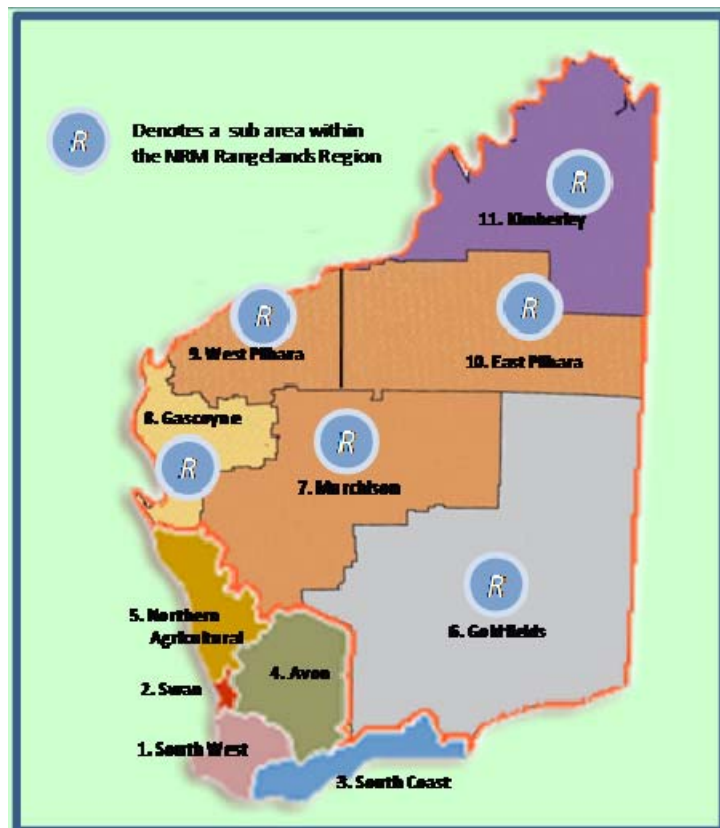 R Denotes a sub area within
the NRM Rangelands Region
R
11. Kimberley
R
R
9. West Pilbara
10. East Pilbara
8. Gascoyne
R
R
7. Murchison
R
5. Northern
Agricultural
6. Goldfields
4. Avon
2. Swan
1. South West
3. South Coast